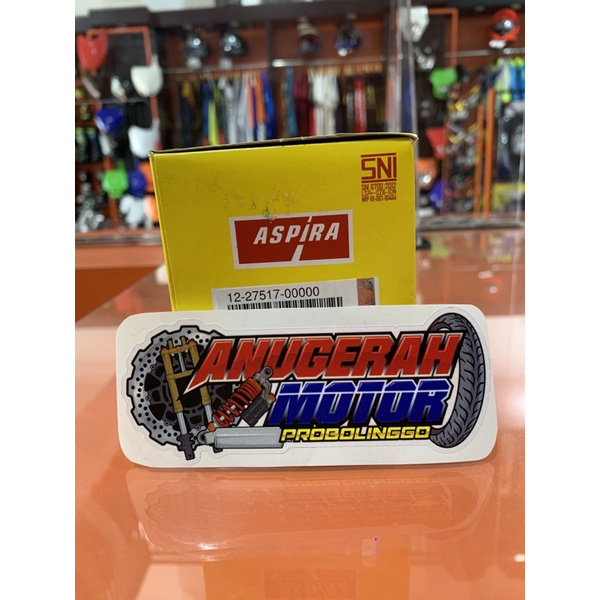 SNI
ASPIRA
12-27517-00000
ANUGERAH
MOTOR
PROBOLINGGO